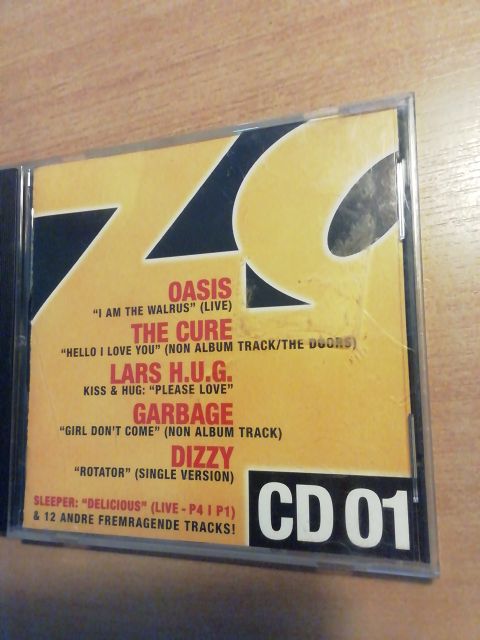 ZO
OASIS
"I AM THE WALRUS" (LIVE)
THE CURE
"HELLO I LOVE YOU" (NON ALBUM TRACK/THE DOORS)
LARS H.U.G.
KISS & HUG: "PLEASE LOVE"
GARBAGE
"GIRL DON'T COME" (NON ALBUM TRACK)
DIZZY
"ROTATOR" (SINGLE VERSION)
SLEEPER: "DELICIOUS" (LIVE - P4 I P1)
& 12 ANDRE FREMRAGENDE TRACKS!
CD 01